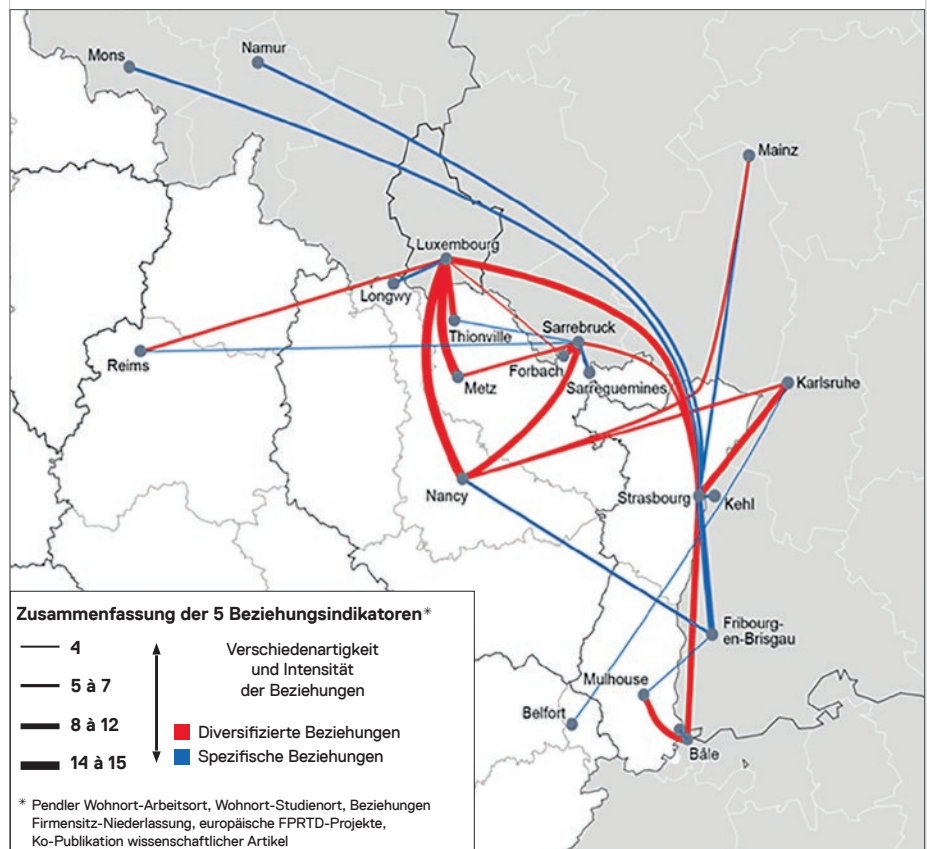 Mons
Namur
Mainz
Luxembourg
Longwy
Thionville
Sarrebruck
Reims
Forbach
Metz
Sarreguemines
Karlsruhe
Nancy
Strasbourg
Kehl
Fribourg-
en-Brisgau
Mulhouse
Belfort
Bâle
Zusammenfassung der 5 Beziehungsindikatoren*
4
5 à 7
8 à 12
14 à 15
Verschiedenartigkeit
und Intensität
der Beziehungen
Diversifizierte Beziehungen
Spezifische Beziehungen
* Pendler Wohnort-Arbeitsort, Wohnort-Studienort, Beziehungen
Firmensitz-Niederlassung, europäische FPRTD-Projekte,
Ko-Publikation wissenschaftlicher Artikel